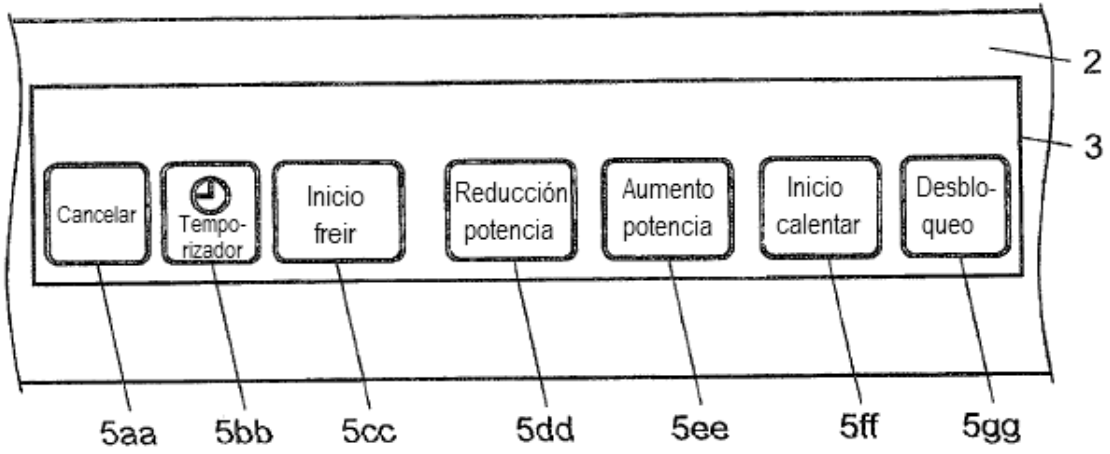 2
3
Cancelar
Tempo-
rizador
Inicio
freir
Reducción
potencia
Aumento
potencia
Inicio
calentar
Desblo-
queo
5aa
5bb
5cc
5dd
5ee
5ff
5gg